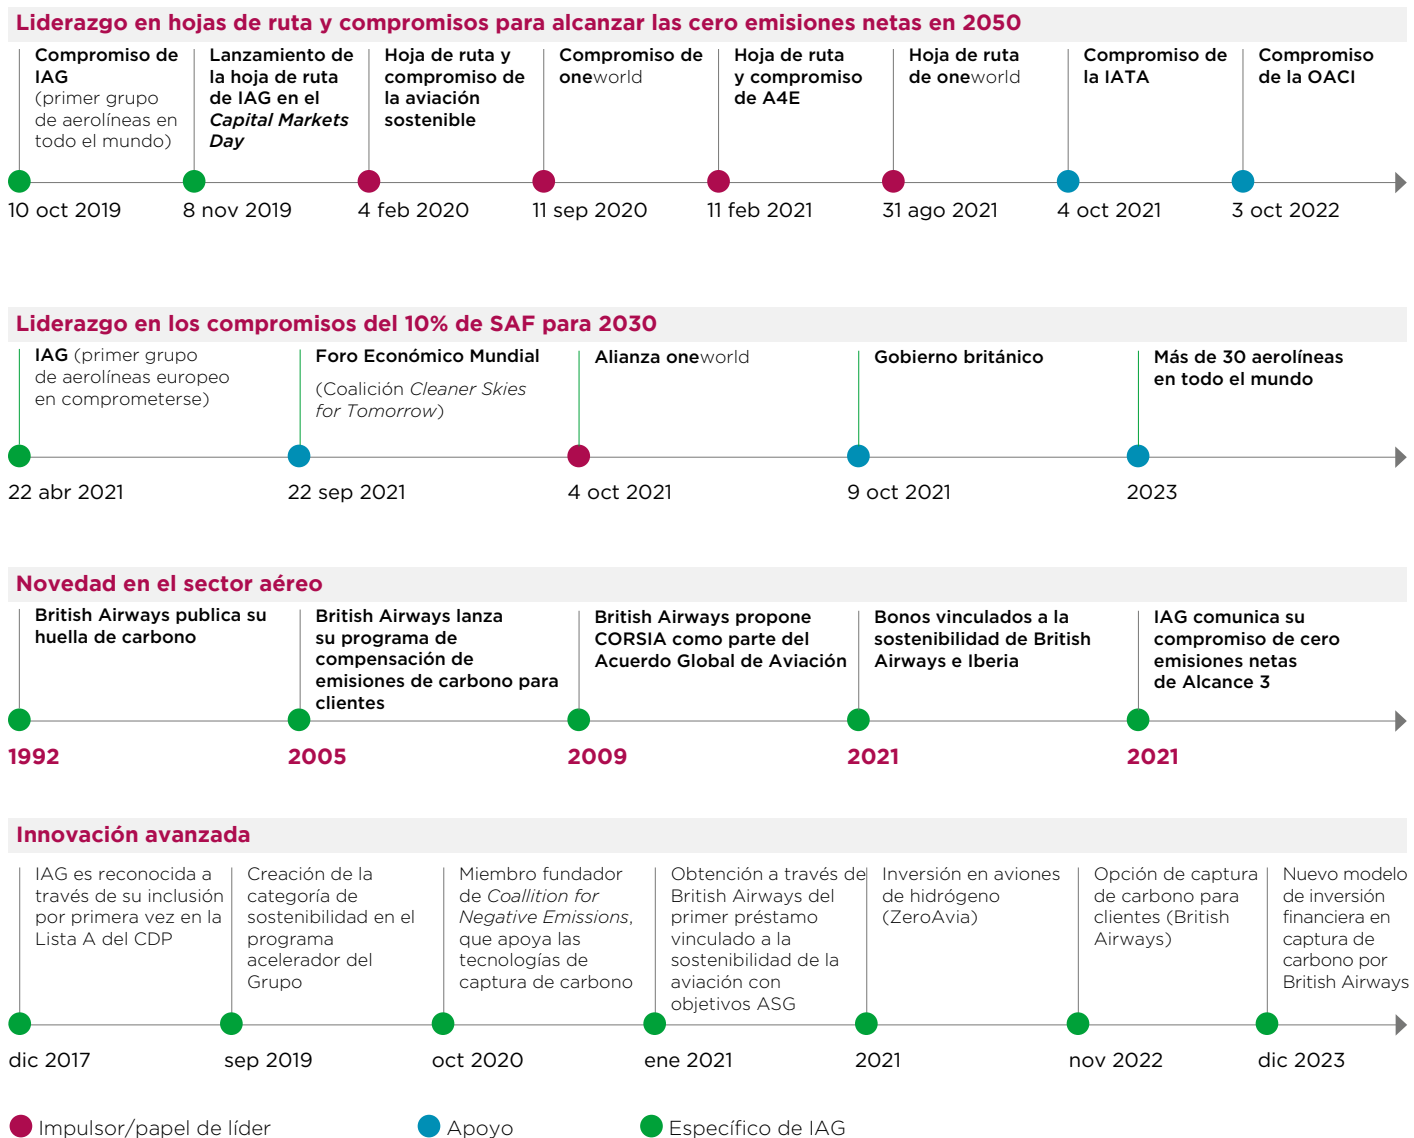 Liderazgo en hojas de ruta y compromisos para alcanzar las cero emisiones netas en 2050
Compromiso de
IAG
(primer grupo
de aerolíneas en
todo el mundo)
10 oct 2019
Lanzamiento de
la hoja de ruta
de IAG en el
Capital Markets
Day
8 nov 2019
Hoja de ruta y
compromiso de
la aviación
sostenible
4 feb 2020
Compromiso de
oneworld
11 sep 2020
Hoja de ruta
y compromiso
de A4E
11 feb 2021
Hoja de ruta
de oneworld
31 ago 2021
Compromiso de
la IATA
4 oct 2021
Compromiso
de la OACI
3 oct 2022
Liderazgo en los compromisos del 10% de SAF para 2030
IAG (primer grupo
de aerolíneas europeo
en comprometerse)
22 abr 2021
Foro Económico Mundial
(Coalición Cleaner Skies
for Tomorrow)
22 sep 2021
Alianza oneworld
4 oct 2021
Gobierno británico
9 oct 2021
Más de 30 aerolíneas
en todo el mundo
2023
Novedad en el sector aéreo
British Airways publica su
huella de carbono
1992
British Airways lanza
su programa de
compensación de
emisiones de carbono para
clientes
2005
British Airways propone
CORSIA como parte del
Acuerdo Global de Aviación
2009
Bonos vinculados a la
sostenibilidad de British
Airways e Iberia
2021
IAG comunica su
compromiso de cero
emisiones netas
de Alcance 3
2021
Innovación avanzada
IAG es reconocida a
través de su inclusión
por primera vez en la
Lista A del CDP
dic 2017
Creación de la
categoría de
sostenibilidad en el
programa
acelerador del
Grupo
sep 2019
Miembro fundador
de Coallition for
Negative Emissions,
que apoya las
tecnologías de
captura de carbono
oct 2020
Obtención a través de
British Airways del
primer préstamo
vinculado a la
sostenibilidad de la
aviación con
objetivos ASG
ene 2021
Inversión en aviones
de hidrógeno
(ZeroAvia)
2021
Opción de captura
de carbono para
clientes (British
Airways)
nov 2022
Nuevo modelo
de inversión
financiera en
captura de
carbono por
British Airways
dic 2023
Impulsor/papel de líder
Apoyo
Específico de IAG